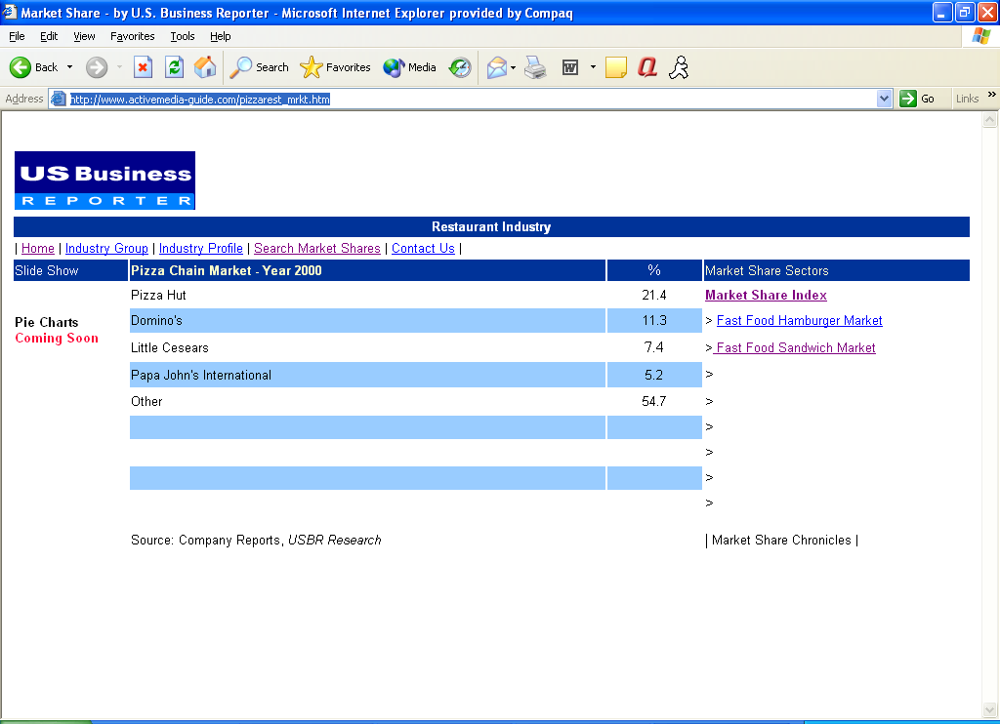 Market Share - by U.S. Business Reporter - Microsoft Internet Explorer provided by Compaq
File Edit View Favorites Tools Help
Back Search Favorites Media
Address http://www.activemedia-guide.com/pizzarest_mrkt.htm Go Links »
US Business
REPORTER
Restaurant Industry
| Home | Industry Group | Industry Profile | Search Market Shares | Contact Us |
Slide Show Pizza Chain Market - Year 2000 % Market Share Sectors
Pizza Hut 21.4 Market Share Index
Pie Charts
Coming Soon
Domino's 11.3 > Fast Food Hamburger Market
Little Cesears 7.4 > Fast Food Sandwich Market
Papa John's International 5.2 >
Other 54.7 >
>
>
>
>
Source: Company Reports, USBR Research | Market Share Chronicles |